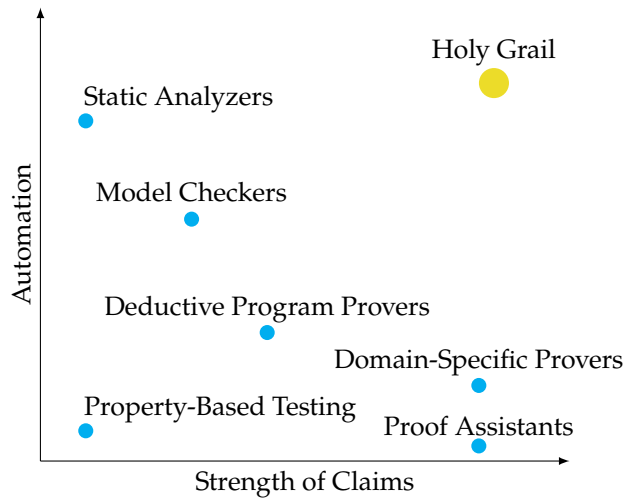 Holy Grail
Static Analyzers
Model Checkers
Automation
Deductive Program Provers
Domain-Specific Provers
Property-Based Testing
Proof Assistants
Strength of Claims